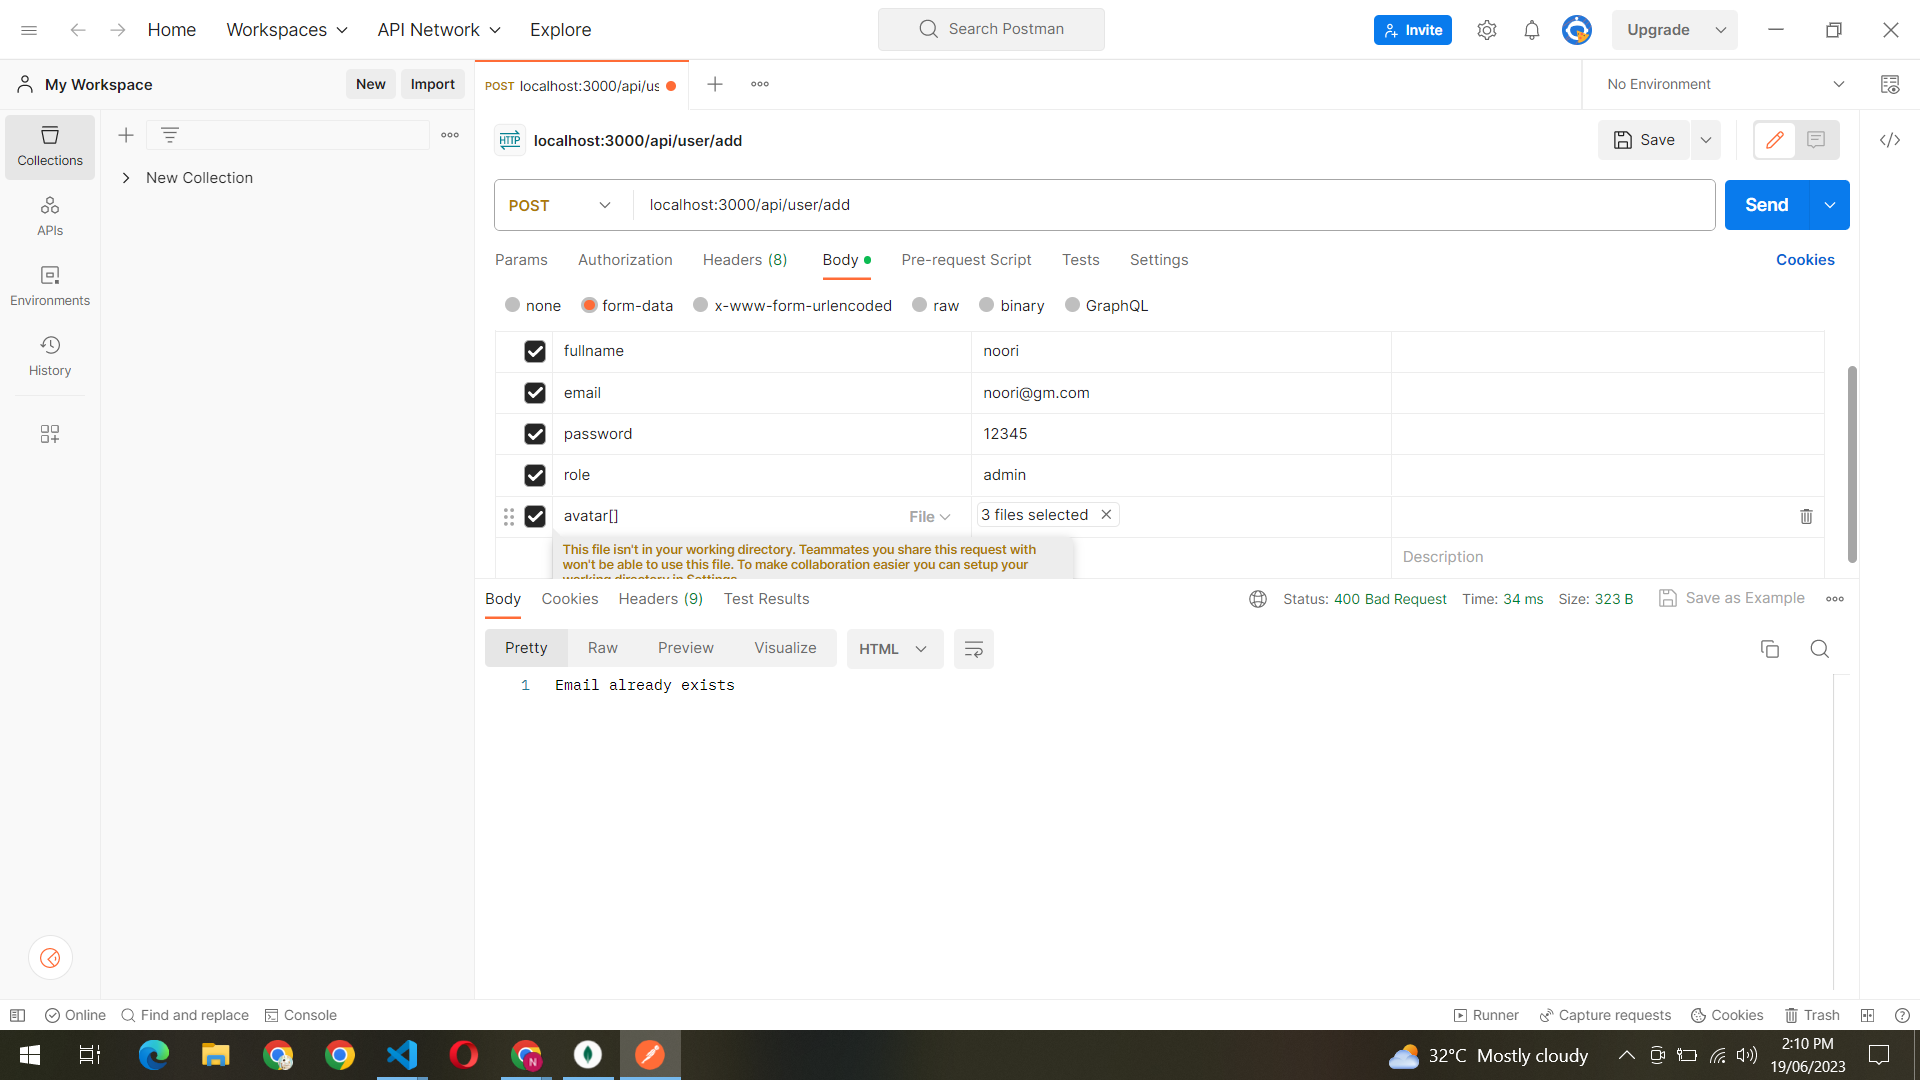 Home
Workspaces
API Network
Explore
Search Postman
Invite
Upgrade
My Workspace
New
Import
POST localhost:3000/api/us
No Environment
Collections
APIs
Environments
History
New Collection
HTTP localhost:3000/api/user/add
Save
POST
localhost:3000/api/user/add
Send
Params
Authorization
Headers (8)
Body
Pre-request Script
Tests
Settings
Cookies
none
form-data
x-www-form-urlencoded
raw
binary
GraphQL
fullname
noori
email
noori@gm.com
password
12345
role
admin
avatar[]
File
3 files selected
Description
This file isn't in your working directory. Teammates you share this request with
won't be able to use this file. To make collaboration easier you can setup your
working directory in Settings
Body
Cookies
Headers (9)
Test Results
Status: 400 Bad Request
Time: 34 ms
Size: 323 B
Save as Example
Pretty
Raw
Preview
Visualize
HTML
1
Email already exists
Online
Find and replace
Console
Runner
Capture requests
Cookies
Trash
N
32°C Mostly cloudy
2:10 PM
19/06/2023